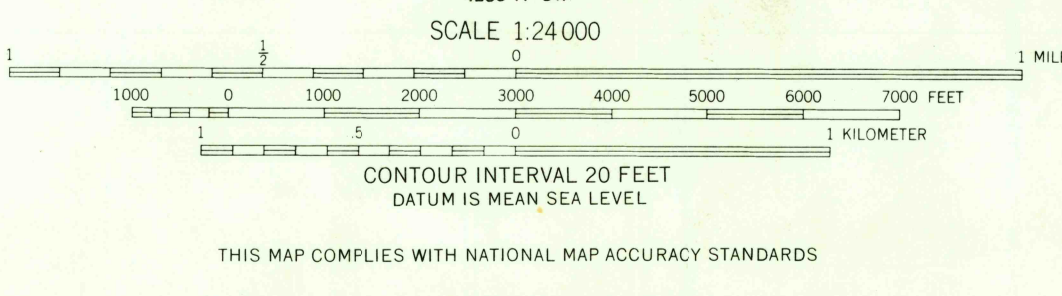 SCALE 1:24 000
1 1/2 0 1 MILE
1000 0 1000 2000 3000 4000 5000 6000 7000 FEET
1 .5 0 1 KILOMETER
CONTOUR INTERVAL 20 FEET
DATUM IS MEAN SEA LEVEL
THIS MAP COMPLIES WITH NATIONAL MAP ACCURACY STANDARDS